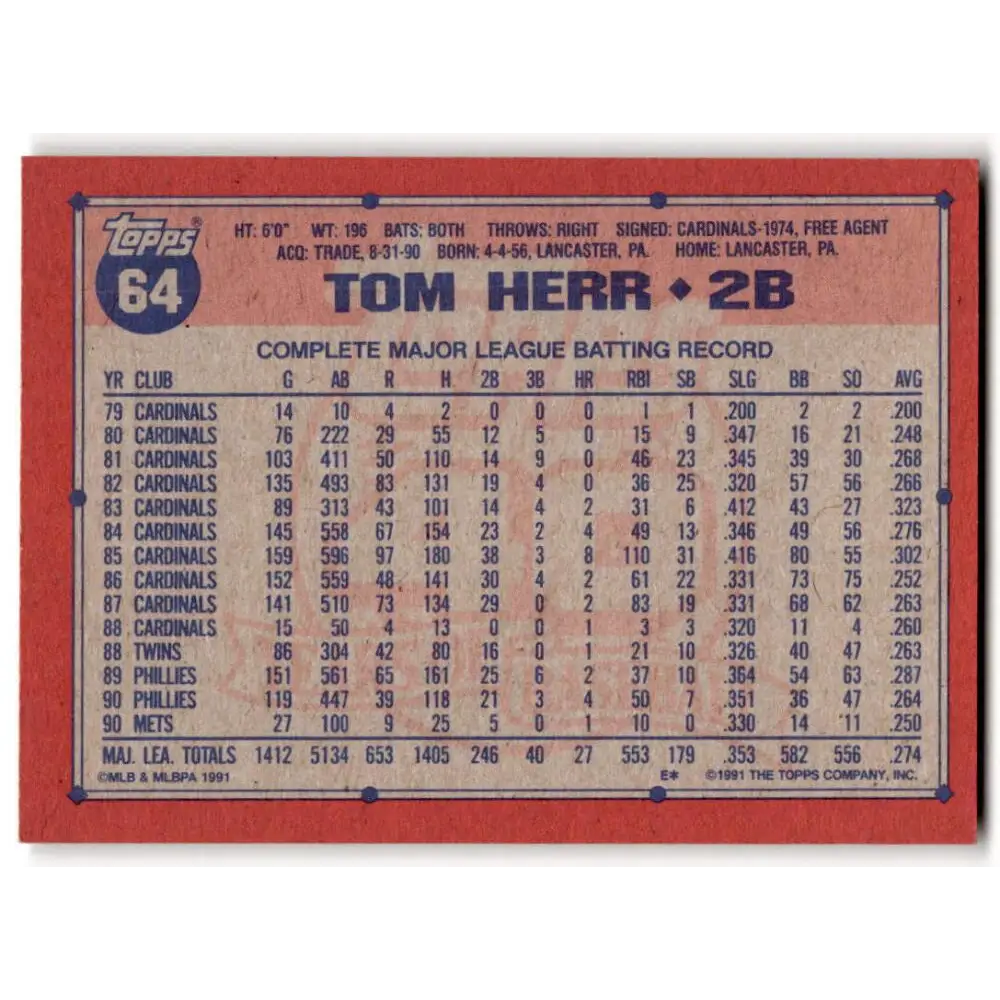 Topps®
64
HT: 6'0" WT: 196 BATS: BOTH THROWS: RIGHT SIGNED: CARDINALS-1974, FREE AGENT
ACQ: TRADE, 8-31-90 BORN: 4-4-56, LANCASTER, PA. HOME: LANCASTER, PA.
TOM HERR ◆ 2B
COMPLETE MAJOR LEAGUE BATTING RECORD
YR CLUB G AB R H 2B 3B HR RBI SB SLG BB SO AVG
79 CARDINALS 14 10 4 2 0 0 0 1 1 .200 2 2 .200
80 CARDINALS 76 222 29 55 12 5 0 15 9 .347 16 21 .248
81 CARDINALS 103 411 50 110 14 9 0 46 23 .345 39 30 .268
82 CARDINALS 135 493 83 131 19 4 0 36 25 .320 57 56 .266
83 CARDINALS 89 313 43 101 14 4 2 31 6 .412 43 27 .323
84 CARDINALS 145 558 67 154 23 2 4 49 13 .346 49 56 .276
85 CARDINALS 159 596 97 180 38 3 8 110 31 .416 80 55 .302
86 CARDINALS 152 559 48 141 30 4 2 61 22 .331 73 75 .252
87 CARDINALS 141 510 73 134 29 0 2 83 19 .331 68 62 .263
88 CARDINALS 15 50 4 13 0 0 1 3 3 .320 11 4 .260
88 TWINS 86 304 42 80 16 0 1 21 10 .326 40 47 .263
89 PHILLIES 151 561 65 161 25 6 2 37 10 .364 54 63 .287
90 PHILLIES 119 447 39 118 21 3 4 50 7 .351 36 47 .264
90 METS 27 100 9 25 5 0 1 10 0 .330 14 11 .250
MAJ. LEA. TOTALS 1412 5134 653 1405 246 40 27 553 179 .353 582 556 .274
©MLB & MLBPA 1991 E* ©1991 THE TOPPS COMPANY, INC.